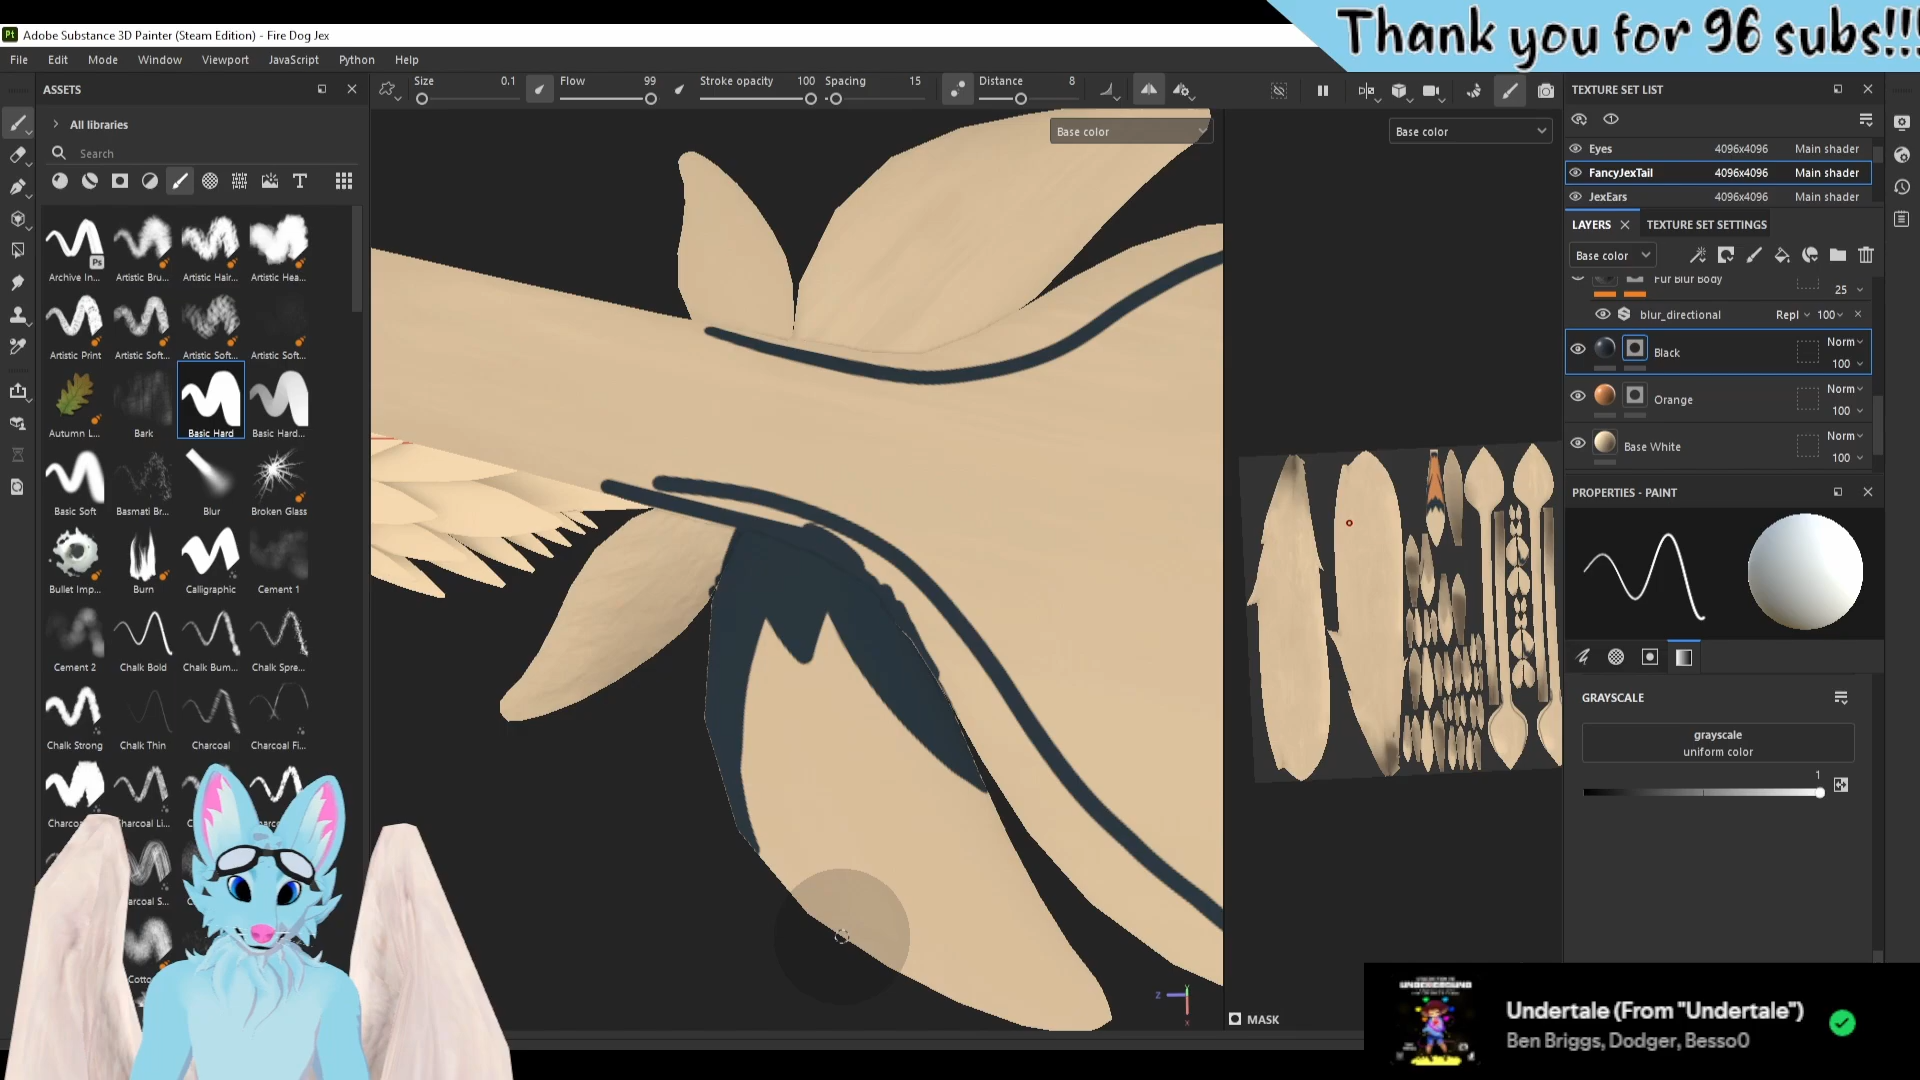 Thank you for 96 subs!!!
Adobe Substance 3D Painter (Steam Edition) - Fire Dog Jex
File Edit Mode Window Viewport JavaScript Python Help
ASSETS
Size 0.1 Flow 99 Stroke opacity 100 Spacing 15 Distance 8
TEXTURE SET LIST
All libraries
Search
Base color
Base color
Eyes 4096x4096 Main shader
FancyJexTail 4096x4096 Main shader
JexEars 4096x4096 Main shader
LAYERS TEXTURE SET SETTINGS
Base color
Fur Blur Body
25
blur_directional Repl 100
Black Norm 100
Orange Norm 100
Base White Norm 100
Archive In... Artistic Bru... Artistic Hair... Artistic Hea...
Artistic Print Artistic Soft... Artistic Soft... Artistic Soft...
Autumn L... Bark Basic Hard Basic Hard...
Basic Soft Basmati Br... Blur Broken Glass
Bullet Imp... Burn Calligraphic Cement 1
Cement 2 Chalk Bold Chalk Bum... Chalk Spre...
Chalk Strong Chalk Thin Charcoal Charcoal Fi...
PROPERTIES - PAINT
GRAYSCALE
grayscale
uniform color
1
Z
MASK
Undertale (From "Undertale")
Ben Briggs, Dodger, Besso0